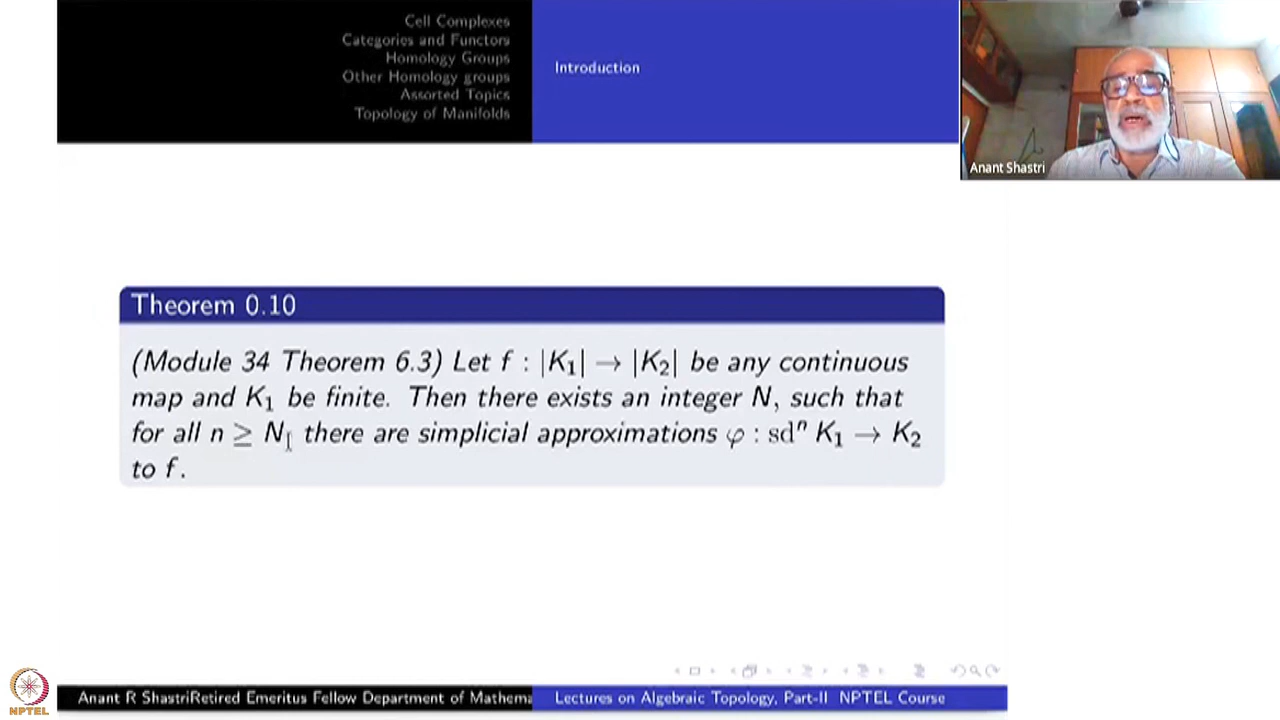 Cell Complexes
Categories and Functors
Homology Groups
Other Homology groups
Assorted Topics
Topology of Manifolds
Introduction
Anant Shastri
Theorem 0.10
(Module 34 Theorem 6.3) Let f : |K₁| → |K₂| be any continuous
map and K₁ be finite. Then there exists an integer N, such that
for all n ≥ N, there are simplicial approximations φ : sdⁿ K₁ → K₂
to f.
NPTEL
Anant R ShastriRetired Emeritus Fellow Department of Mathema
Lectures on Algebraic Topology, Part-II NPTEL Course